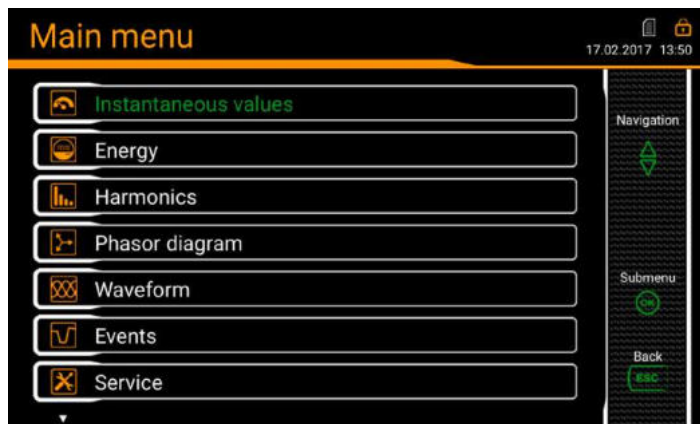 Main menu
17.02.2017 13:50
Instantaneous values
Energy
Harmonics
Phasor diagram
Waveform
Events
Service
Navigation
Submenu
OK
Back
ESC